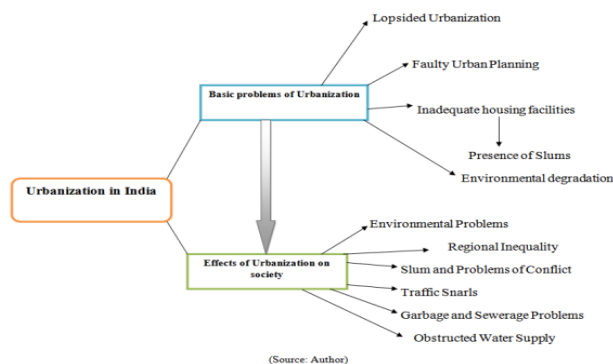 Lopsided Urbanization
Faulty Urban Planning
Basic problems of Urbanization
Inadequate housing facilities
Presence of Slums
Environmental degradation
Urbanization in India
Environmental Problems
Regional Inequality
Effects of Urbanization on
society
Slum and Problems of Conflict
Traffic Snarls
Garbage and Sewerage Problems
Obstructed Water Supply
(Source: Author)